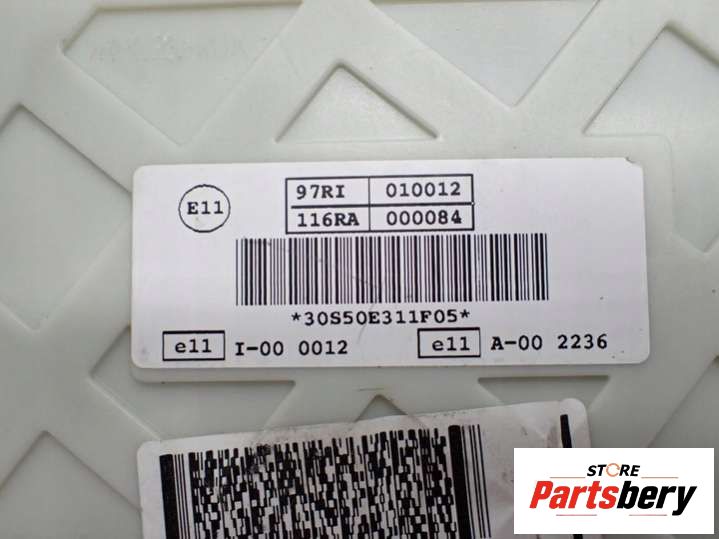 E11
97RI 010012
116RA 000084
*30S50E311F05*
e11 I-00 0012 e11 A-00 2236
STORE
Partsbery